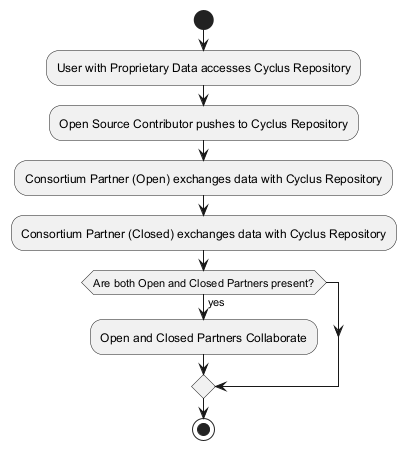 User with Proprietary Data accesses Cyclus Repository
Open Source Contributor pushes to Cyclus Repository
Consortium Partner (Open) exchanges data with Cyclus Repository
Consortium Partner (Closed) exchanges data with Cyclus Repository
Are both Open and Closed Partners present?
yes
Open and Closed Partners Collaborate